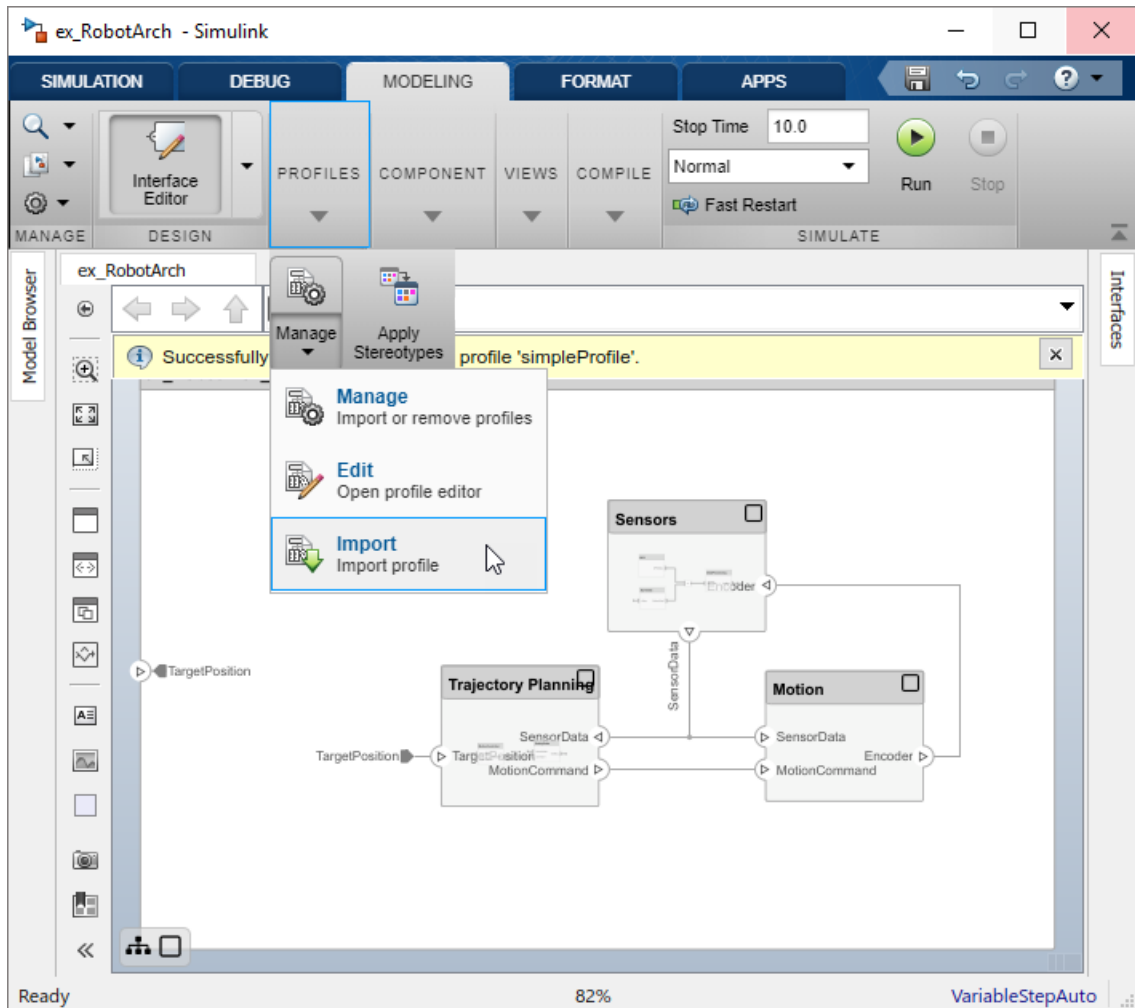 ex_RobotArch - Simulink
SIMULATION DEBUG MODELING FORMAT APPS
Stop Time 10.0
Interface Editor
PROFILES COMPONENT VIEWS COMPILE
Normal
Run Stop
Fast Restart
MANAGE DESIGN SIMULATE
Model Browser
ex_RobotArch
Interfaces
Manage
Apply Stereotypes
Successfully profile 'simpleProfile'.
Manage
Import or remove profiles
Edit
Open profile editor
Import
Import profile
Sensors
Encoder
SensorData
TargetPosition
Trajectory Planning
SensorData
TargetPosition
TargetPosition
MotionCommand
Motion
SensorData
Encoder
MotionCommand
Ready 82% VariableStepAuto